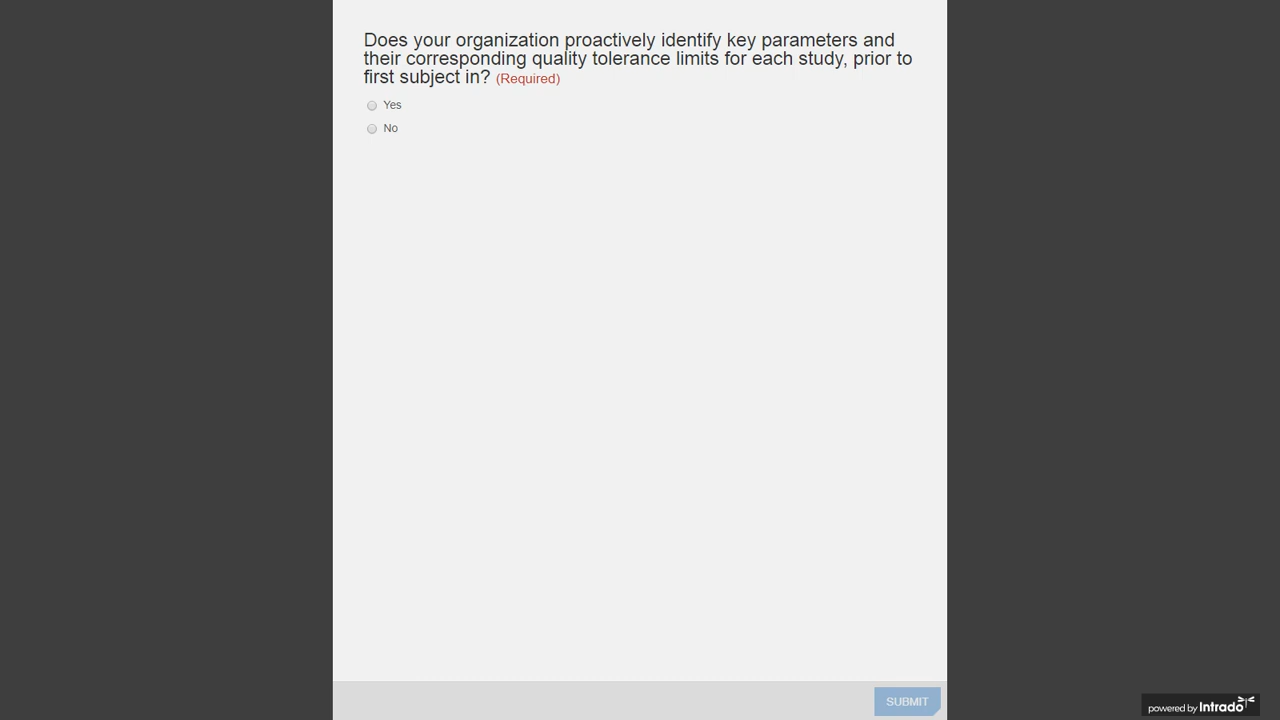 Does your organization proactively identify key parameters and
their corresponding quality tolerance limits for each study, prior to
first subject in? (Required)
Yes
No
SUBMIT
powered by Intrado